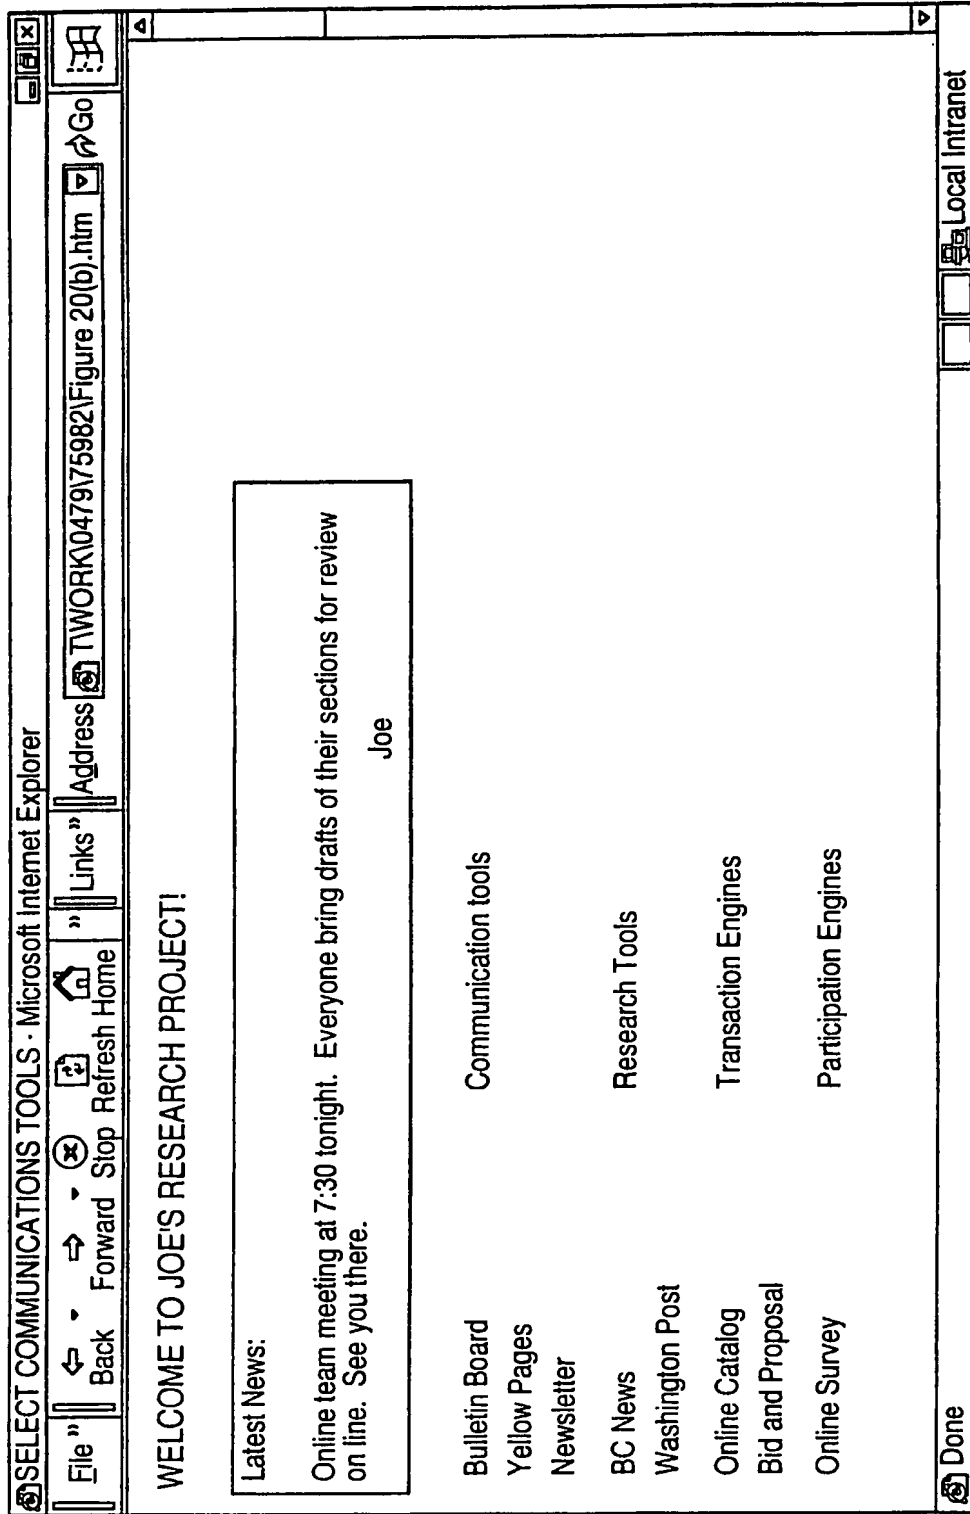 SELECT COMMUNICATIONS TOOLS - Microsoft Internet Explorer
File » Back Forward Stop Refresh Home » Links » Address T\WORK\0479\75982\Figure 20(b).htm Go
WELCOME TO JOE'S RESEARCH PROJECT!
Latest News:
Online team meeting at 7:30 tonight. Everyone bring drafts of their sections for review
on line. See you there.
Joe
Bulletin Board Communication tools
Yellow Pages
Newsletter
BC News Research Tools
Washington Post
Online Catalog Transaction Engines
Bid and Proposal
Online Survey Participation Engines
Done Local Intranet